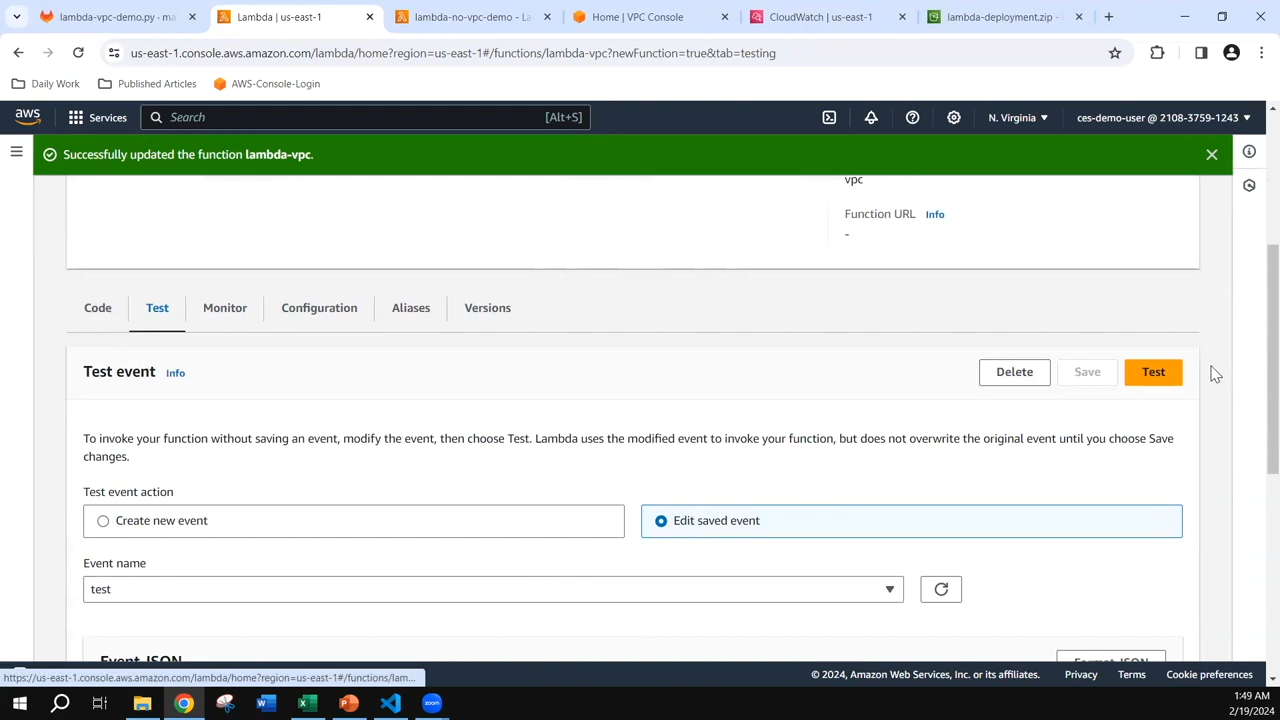 lambda-vpc-demo.py · ma
Lambda | us-east-1
lambda-no-vpc-demo - La
Home | VPC Console
CloudWatch | us-east-1
lambda-deployment.zip -
us-east-1.console.aws.amazon.com/lambda/home?region=us-east-1#/functions/lambda-vpc?newFunction=true&tab=testing
Daily Work
Published Articles
AWS-Console-Login
aws
Services
Search
[Alt+S]
N. Virginia
ces-demo-user @ 2108-3759-1243
Successfully updated the function lambda-vpc.
vpc
Function URL Info
-
Code
Test
Monitor
Configuration
Aliases
Versions
Test event Info
Delete
Save
Test
To invoke your function without saving an event, modify the event, then choose Test. Lambda uses the modified event to invoke your function, but does not overwrite the original event until you choose Save
changes.
Test event action
Create new event
Edit saved event
Event name
test
Event JSON
Format JSON
https://us-east-1.console.aws.amazon.com/lambda/home?region=us-east-1#/functions/lam...
© 2024, Amazon Web Services, Inc. or its affiliates.
Privacy
Terms
Cookie preferences
1:49 AM
2/19/2024